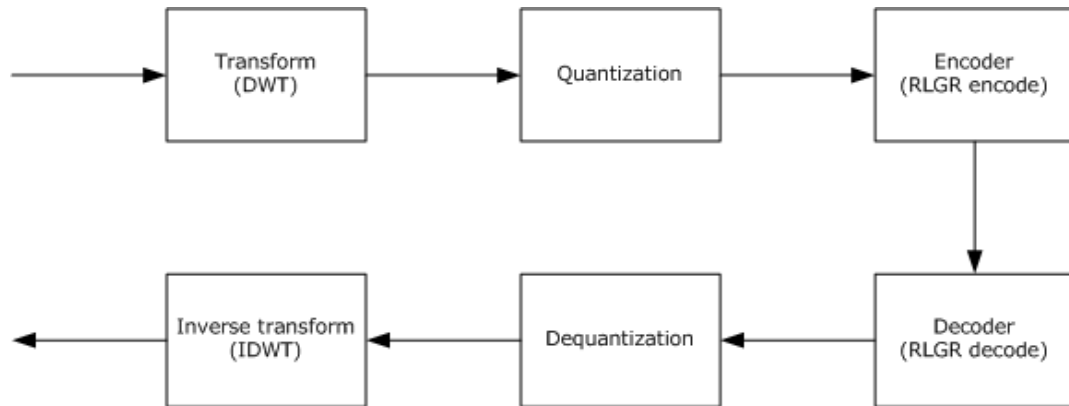 Transform
(DWT)
Quantization
Encoder
(RLGR encode)
Inverse transform
(IDWT)
Dequantization
Decoder
(RLGR decode)